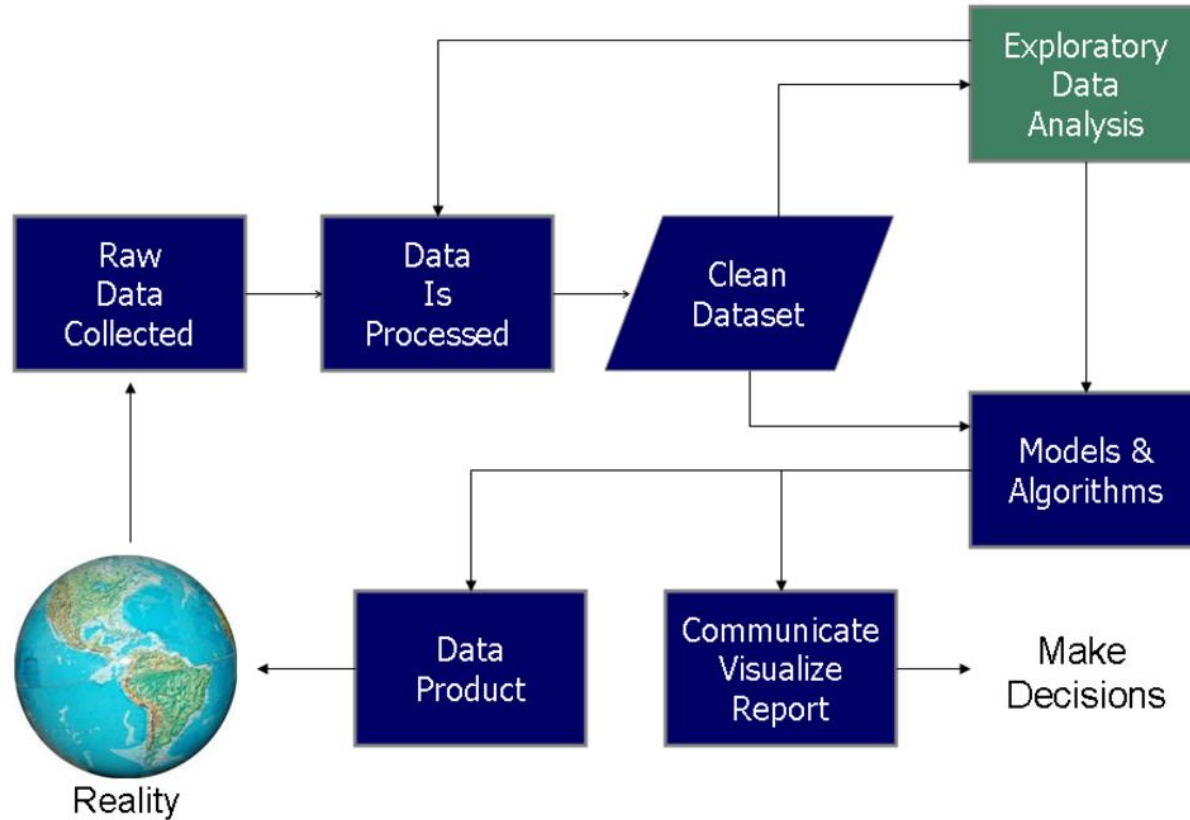 Exploratory
Data
Analysis
Raw
Data
Collected
Data
Is
Processed
Clean
Dataset
Models &
Algorithms
Data
Product
Communicate
Visualize
Report
Make
Decisions
Reality